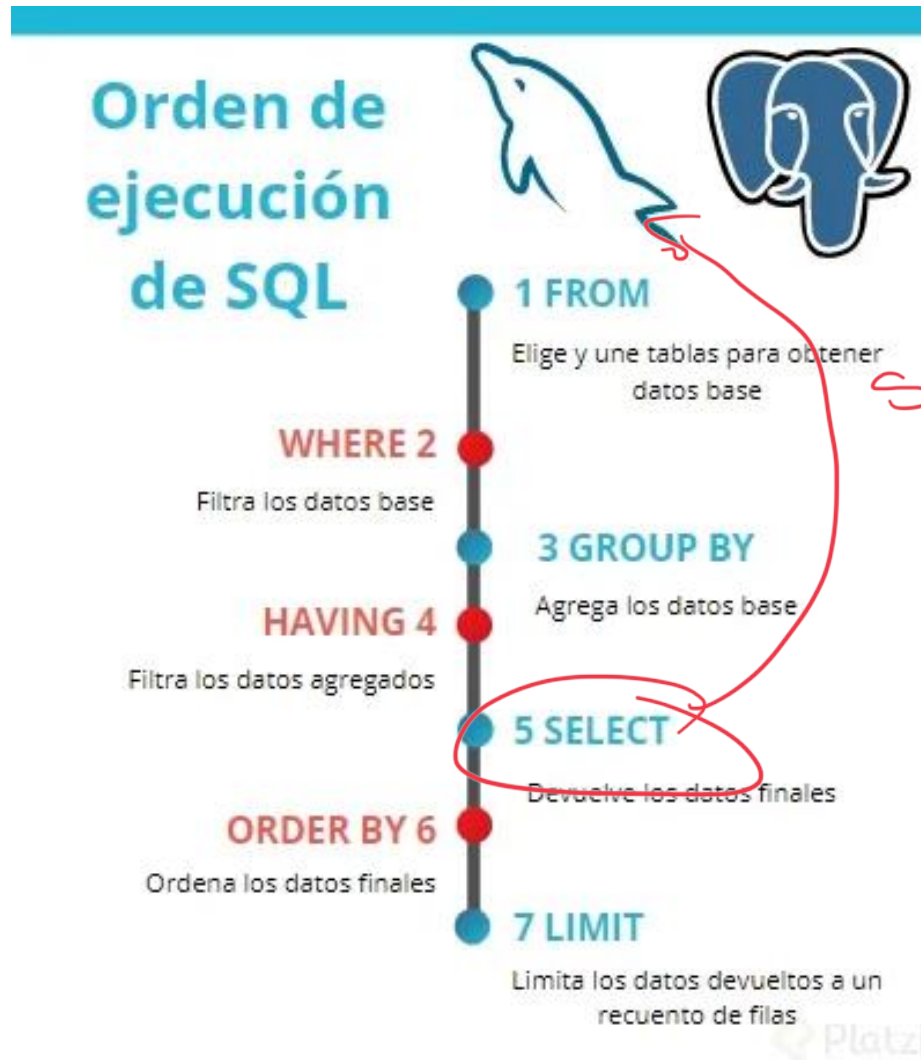 Orden de
ejecución
de SQL
1 FROM
Elige y une tablas para obtener
datos base
WHERE 2
Filtra los datos base
3 GROUP BY
Agrega los datos base
HAVING 4
Filtra los datos agregados
5 SELECT
Devuelve los datos finales
ORDER BY 6
Ordena los datos finales
7 LIMIT
Limita los datos devueltos a un
recuento de filas